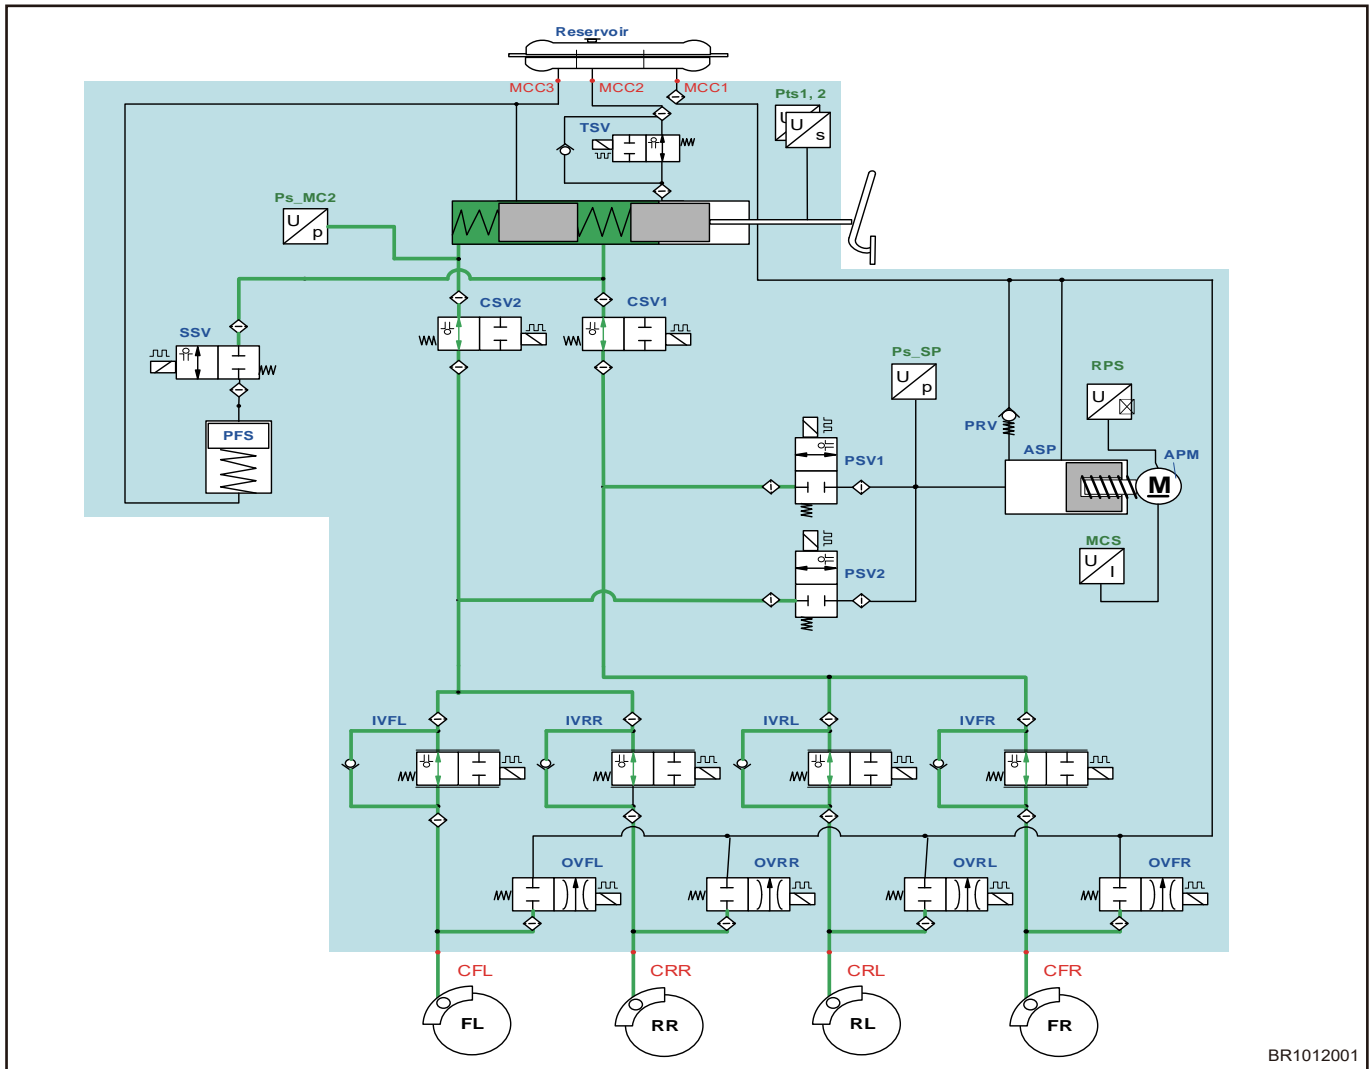 Reservoir
MCC3
MCC2
MCC1
Pts1, 2
U
U
s
TSV
Ps_MC2
U
p
CSV2
CSV1
SSV
PFS
Ps_SP
U
p
RPS
U
PRV
ASP
APM
M
PSV1
MCS
U
I
PSV2
IVFL
IVRR
IVRL
IVFR
OVFL
OVRR
OVRL
OVFR
CFL
CRR
CRL
CFR
FL
RR
RL
FR
BR1012001